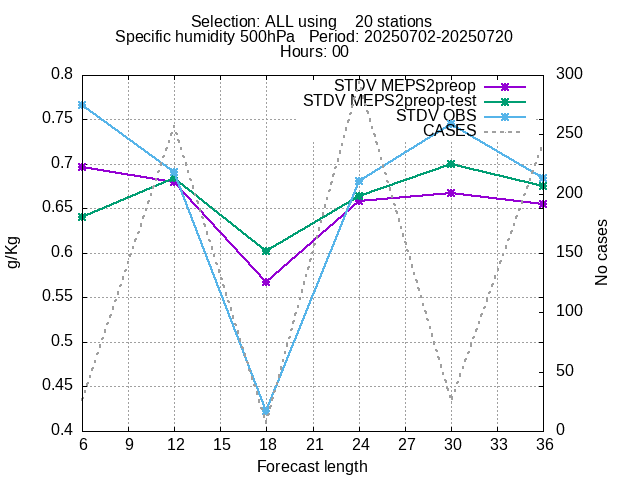 Selection: ALL using    20 stations
Specific humidity 500hPa   Period: 20250702-20250720
Hours: 00
STDV MEPS2preop
STDV MEPS2preop-test
STDV OBS
CASES
0.8
0.75
0.7
0.65
0.6
0.55
0.5
0.45
0.4
g/Kg
300
250
200
150
100
50
0
No cases
6 9 12 15 18 21 24 27 30 33 36
Forecast length